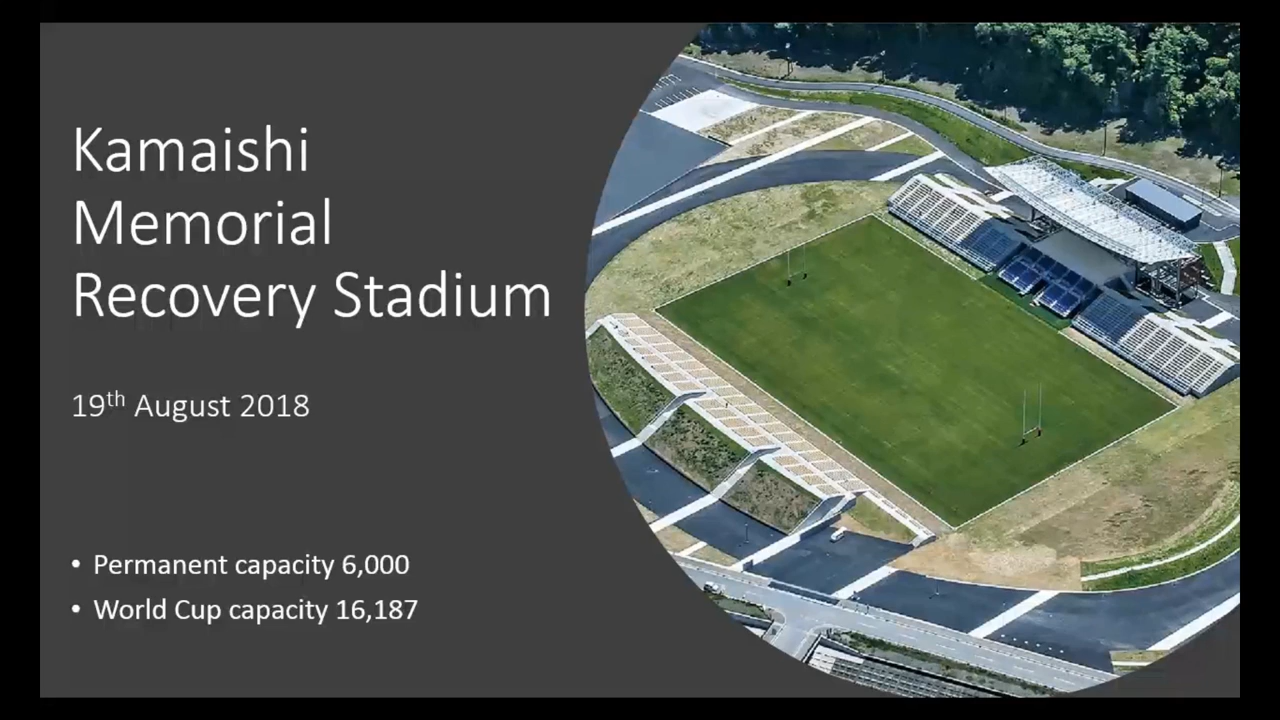 Kamaishi
Memorial
Recovery Stadium
19th August 2018
• Permanent capacity 6,000
• World Cup capacity 16,187